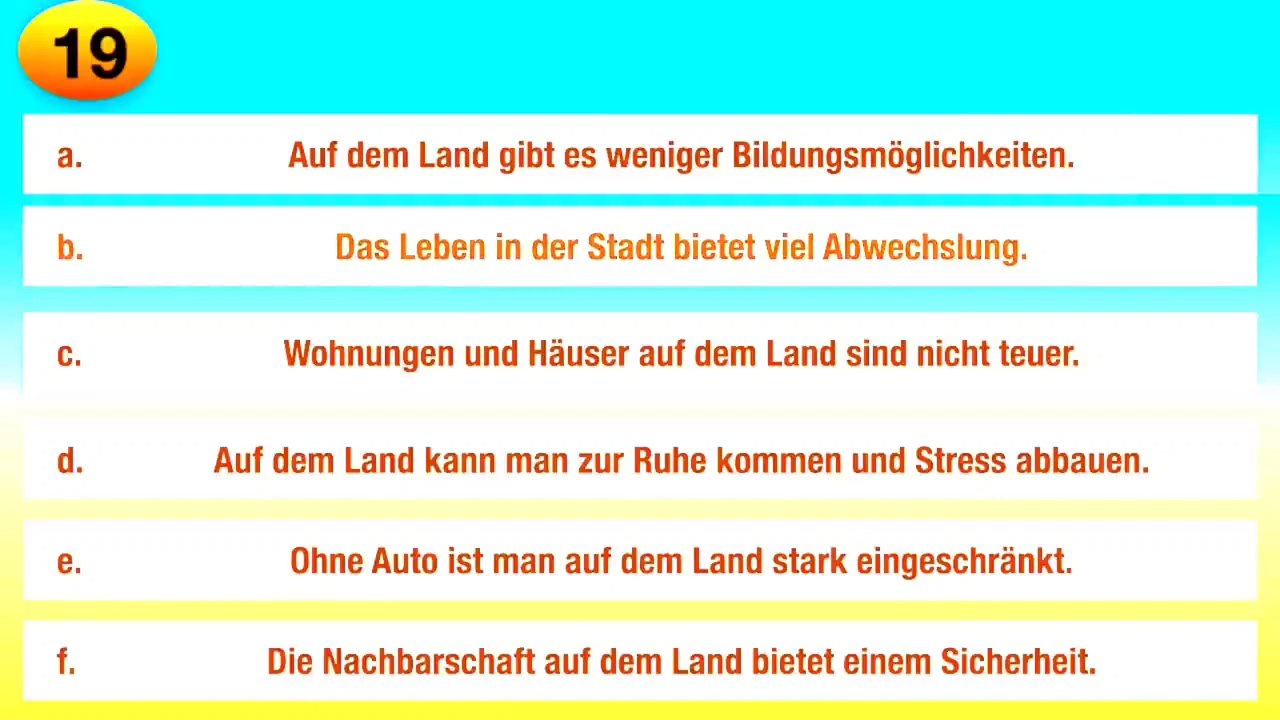 19
a. Auf dem Land gibt es weniger Bildungsmöglichkeiten.
b. Das Leben in der Stadt bietet viel Abwechslung.
c. Wohnungen und Häuser auf dem Land sind nicht teuer.
d. Auf dem Land kann man zur Ruhe kommen und Stress abbauen.
e. Ohne Auto ist man auf dem Land stark eingeschränkt.
f. Die Nachbarschaft auf dem Land bietet einem Sicherheit.